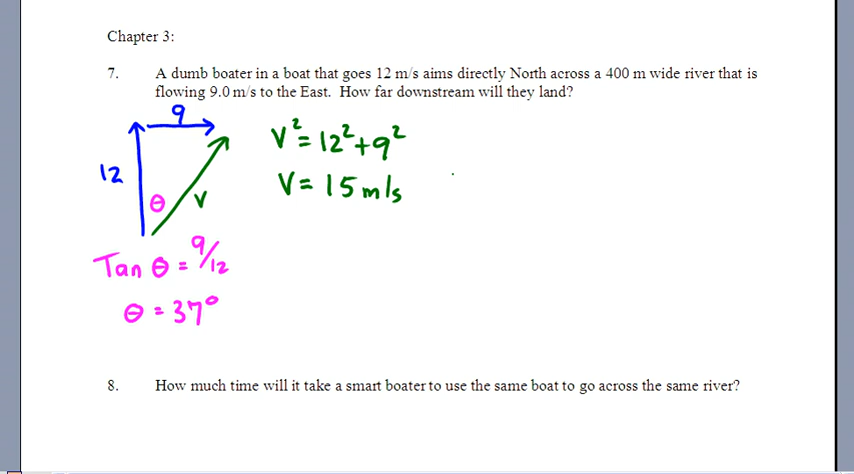 Chapter 3:
7. A dumb boater in a boat that goes 12 m/s aims directly North across a 400 m wide river that is
flowing 9.0 m/s to the East. How far downstream will they land?
9
12
θ
V
V² = 12² + 9²
V = 15 m/s
Tan θ = 9/12
θ = 37°
8. How much time will it take a smart boater to use the same boat to go across the same river?